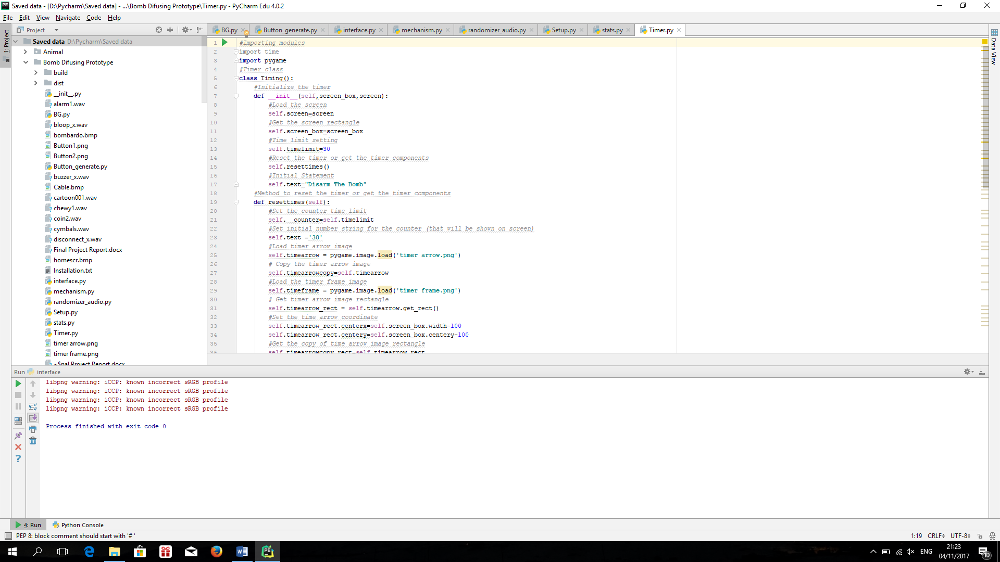 Saved data - [D:\Pycharm\Saved data] - ...\Bomb Difusing Prototype\Timer.py - PyCharm Edu 4.0.2
File Edit View Navigate Code Help
Project
BG.py Button_generate.py interface.py mechanism.py randomizer_audio.py Setup.py stats.py Timer.py
1: Project
Data View
Saved data D:\Pycharm\Saved data
Animal
Bomb Difusing Prototype
build
dist
__init__.py
alarm1.wav
BG.py
bloop_x.wav
bombardo.bmp
Button1.png
Button2.png
Button_generate.py
buzzer_x.wav
Cable.bmp
cartoon001.wav
chewy1.wav
coin2.wav
cymbals.wav
disconnect_x.wav
Final Project Report.docx
homescr.bmp
Installation.txt
interface.py
mechanism.py
randomizer_audio.py
Setup.py
stats.py
Timer.py
timer arrow.png
timer frame.png
~$nal Project Report.docx
1 #Importing modules
2 import time
3 import pygame
4 #Timer class
5 class Timing():
6 #Initialize the timer
7 def __init__(self,screen_box,screen):
8 #Load the screen
9 self.screen=screen
10 #Get the screen rectangle
11 self.screen_box=screen_box
12 #Time limit setting
13 self.timelimit=30
14 #Reset the timer or get the timer components
15 self.resettimes()
16 #Initial Statement
17 self.text="Disarm The Bomb"
18 #Method to reset the timer or get the timer components
19 def resettimes(self):
20 #Set the counter time limit
21 self.__counter=self.timelimit
22 #Set initial number string for the counter (that will be shown on screen)
23 self.text ='30'
24 #Load timer arrow image
25 self.timearrow = pygame.image.load('timer arrow.png')
26 # Copy the timer arrow image
27 self.timearrowcopy=self.timearrow
28 #Load the timer frame image
29 self.timeframe = pygame.image.load('timer frame.png')
30 # Get timer arrow image rectangle
31 self.timearrow_rect = self.timearrow.get_rect()
32 #Set the time arrow coordinate
33 self.timearrow_rect.centerx=self.screen_box.width-100
34 self.timearrow_rect.centery=self.screen_box.centery-100
35 #Get the copy of time arrow image rectangle
36 self.timearrowcopy_rect=self.timearrow_rect
Run interface
libpng warning: iCCP: known incorrect sRGB profile
libpng warning: iCCP: known incorrect sRGB profile
libpng warning: iCCP: known incorrect sRGB profile
libpng warning: iCCP: known incorrect sRGB profile
Process finished with exit code 0
4: Run Python Console
PEP 8: block comment should start with '# '
1:19 CRLF UTF-8
ENG
21:23
04/11/2017
10